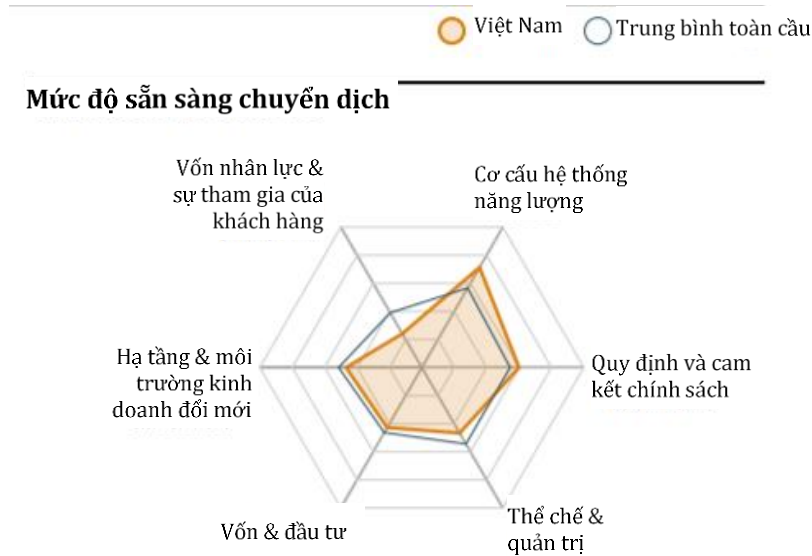 Việt Nam
Trung bình toàn cầu
Mức độ sẵn sàng chuyển dịch
Vốn nhân lực &
sự tham gia của
khách hàng
Cơ cấu hệ thống
năng lượng
Hạ tầng & môi
trường kinh
doanh đổi mới
Quy định và cam
kết chính sách
Vốn & đầu tư
Thể chế &
quản trị